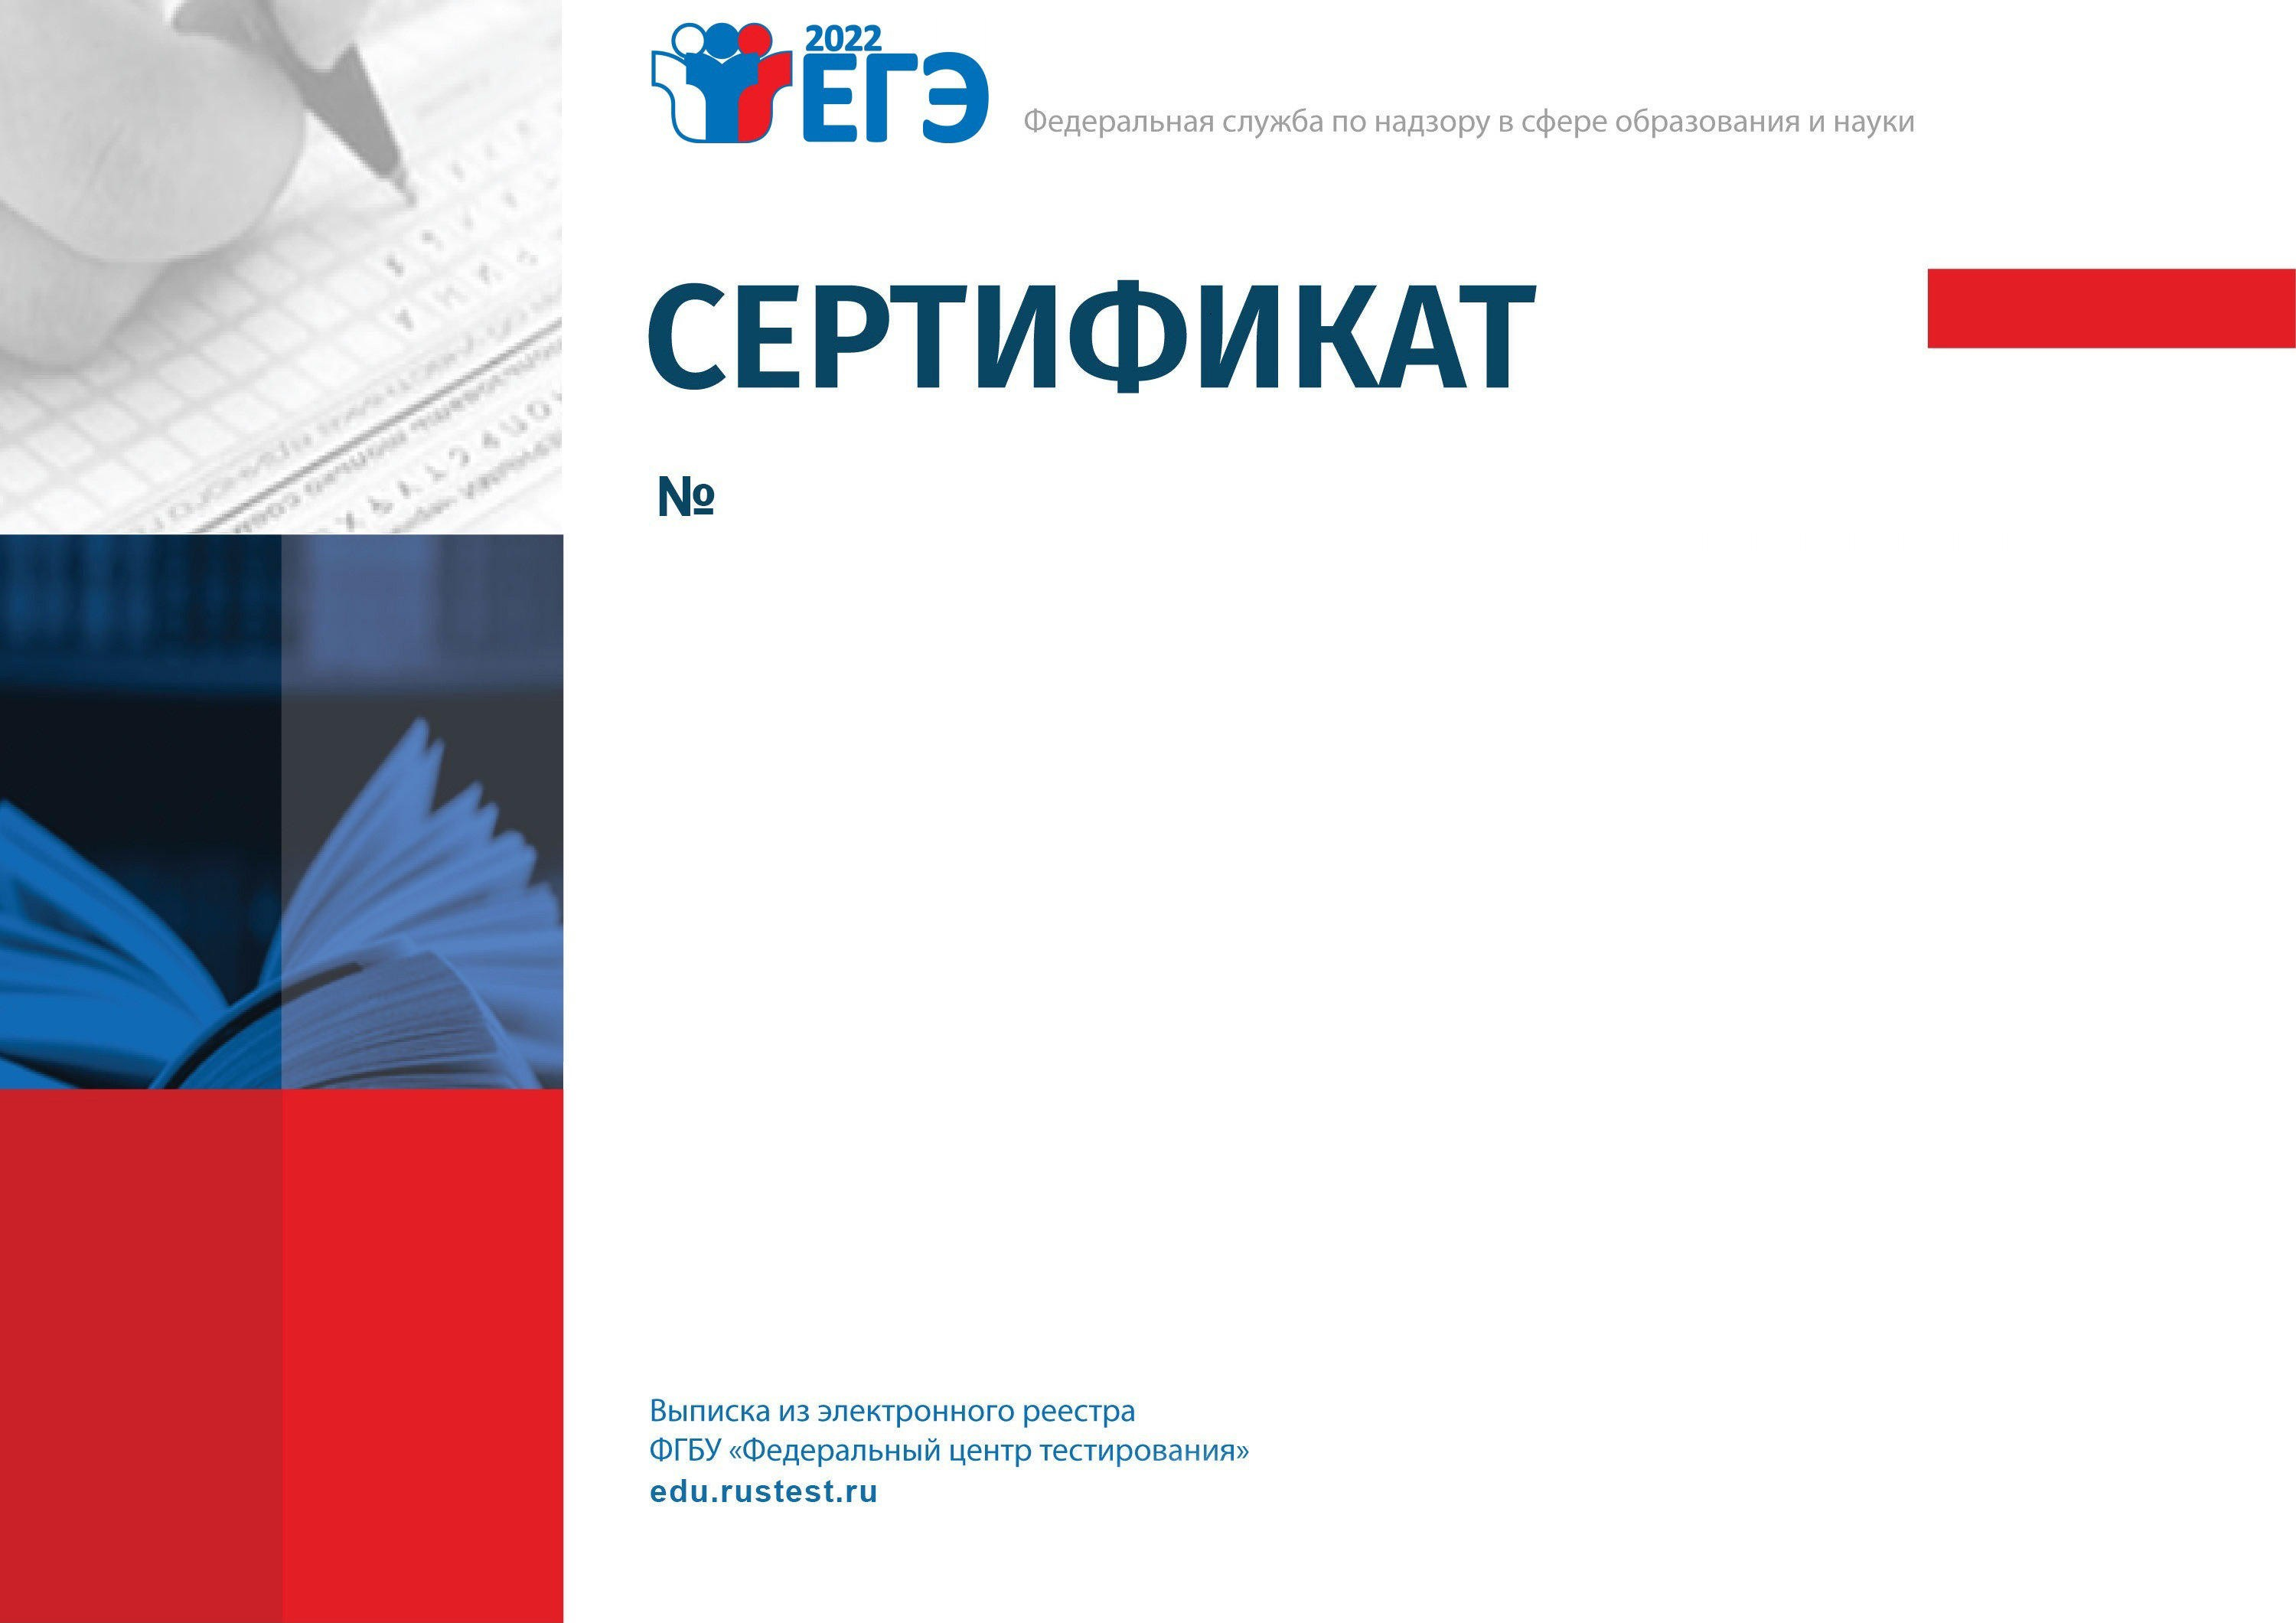 2022
ЕГЭ
Федеральная служба по надзору в сфере образования и науки
СЕРТИФИКАТ
№
Выписка из электронного реестра
ФГБУ «Федеральный центр тестирования»
edu.rustest.ru